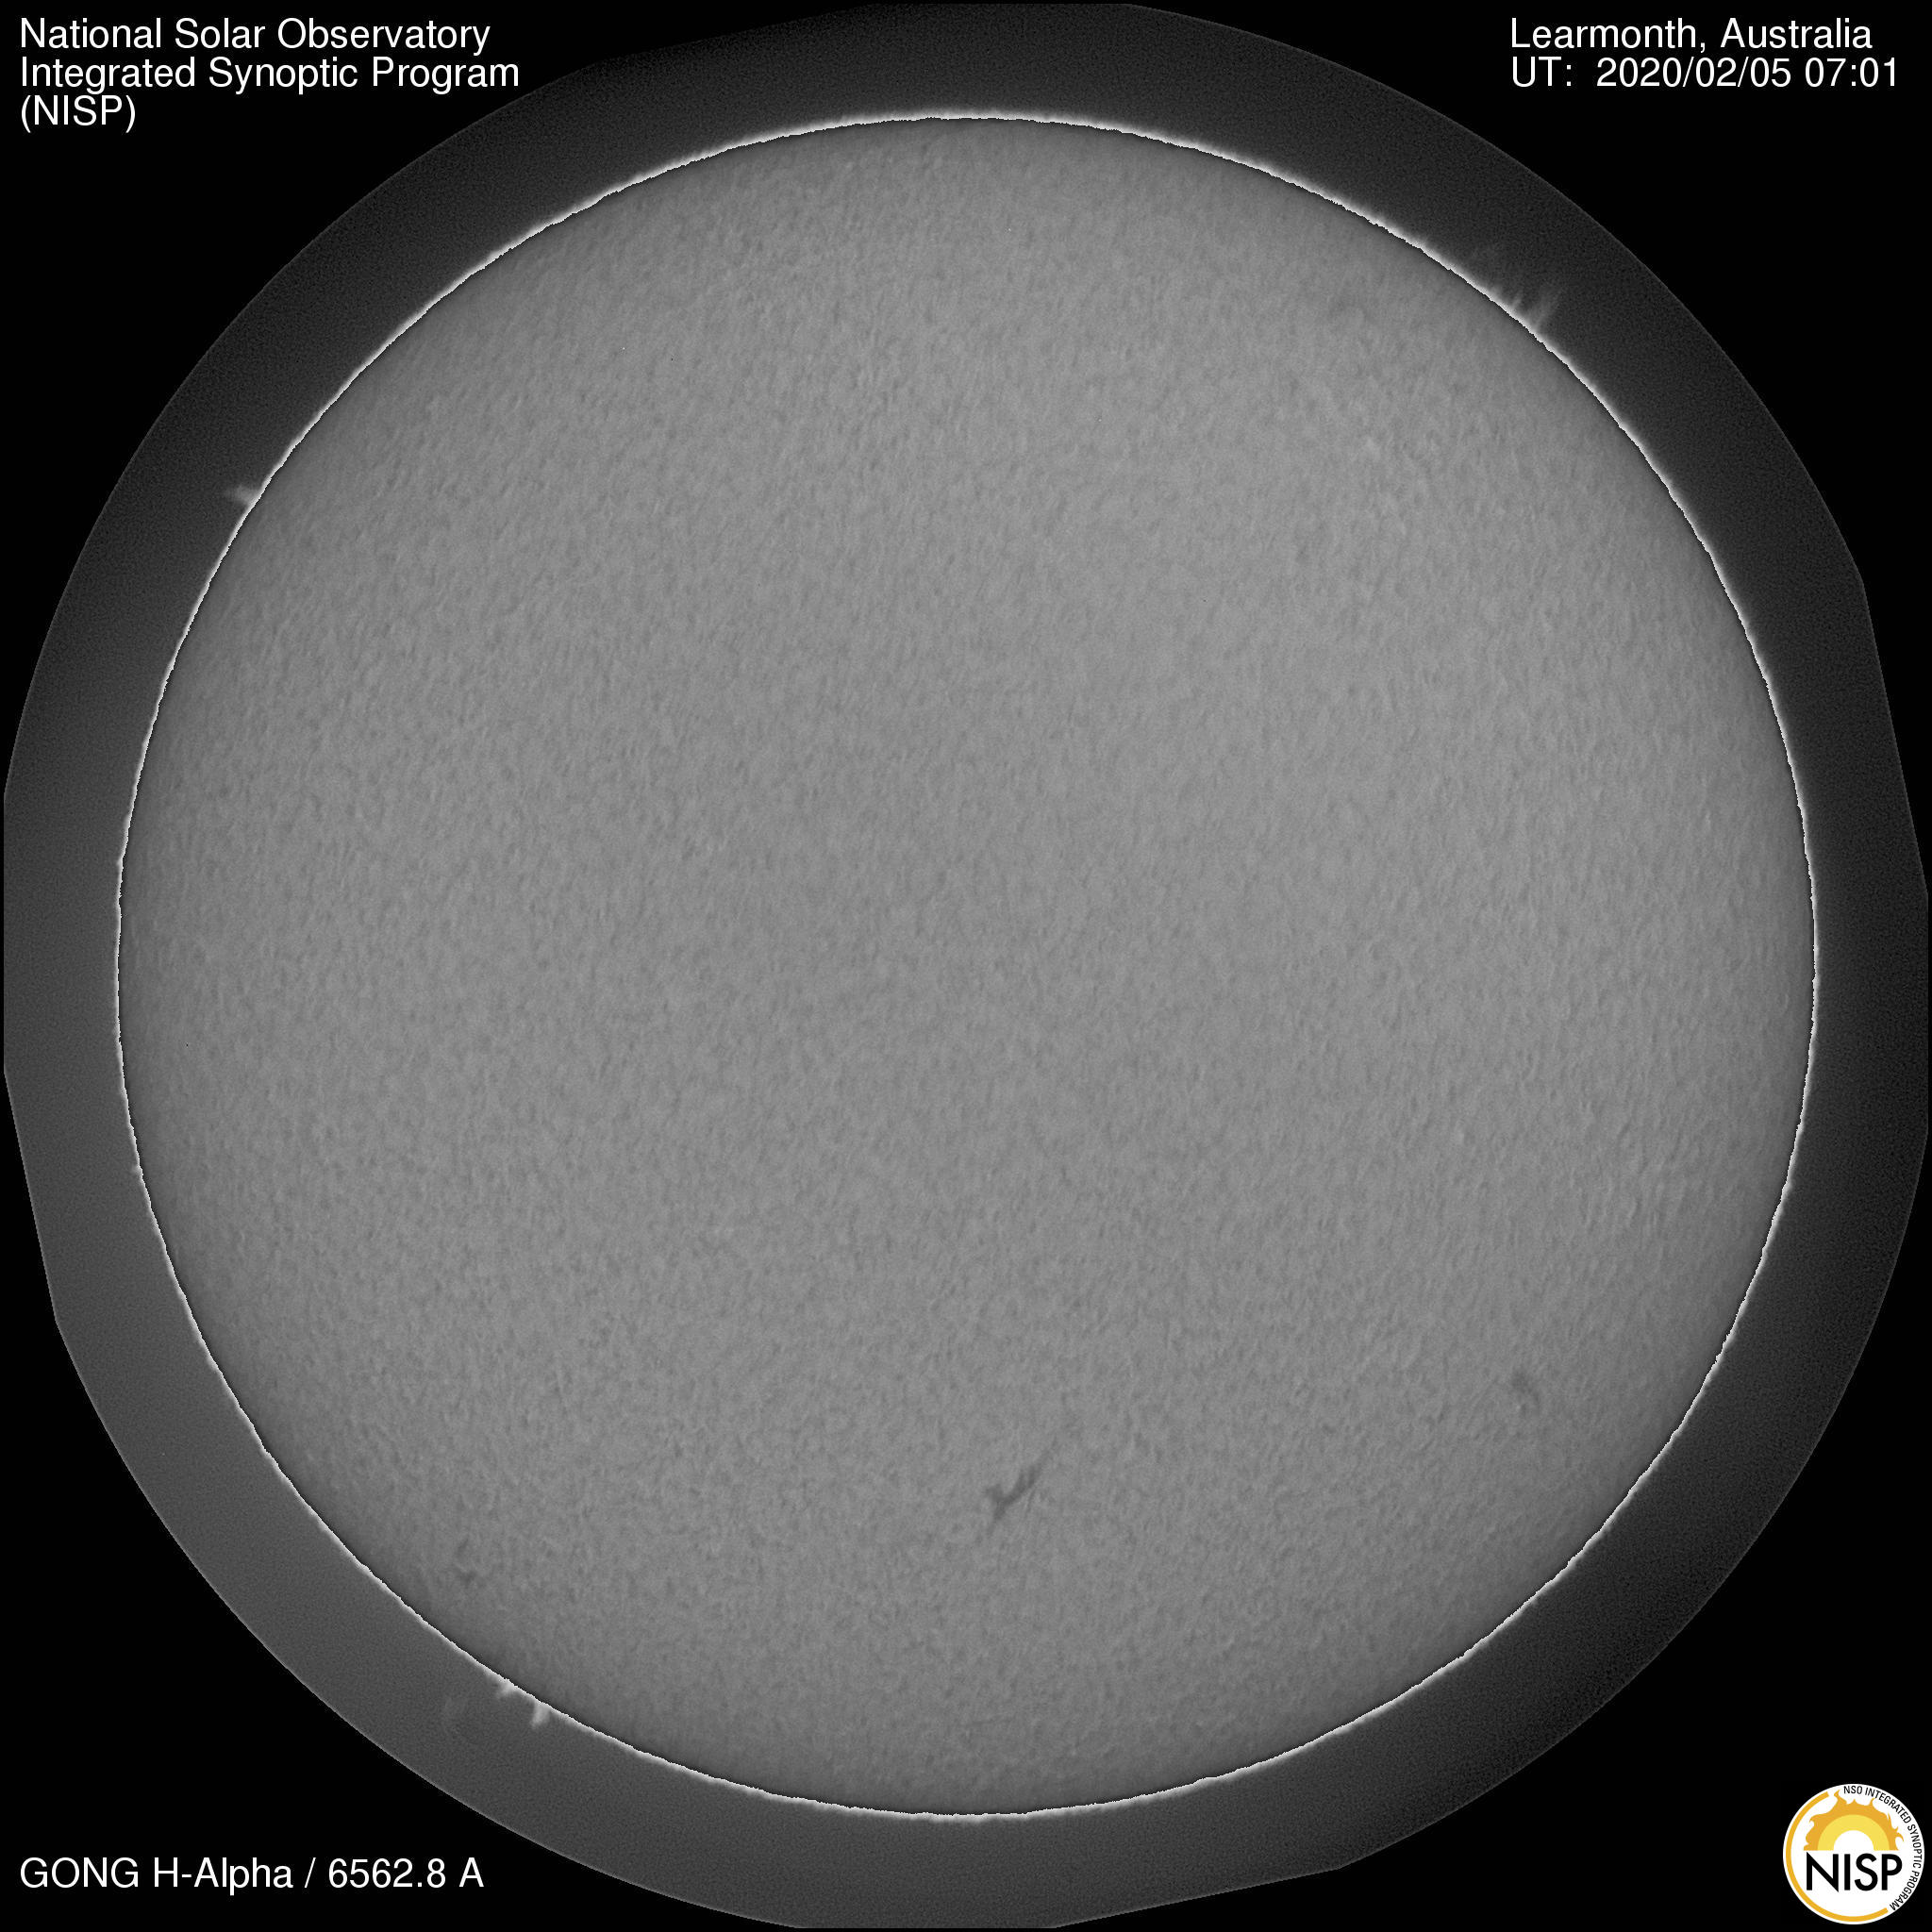 National Solar Observatory
Integrated Synoptic Program
(NISP)
Learmonth, Australia
UT: 2020/02/05 07:01
GONG H-Alpha / 6562.8 A
NSO INTEGRATED SYNOPTIC PROGRAM
NISP